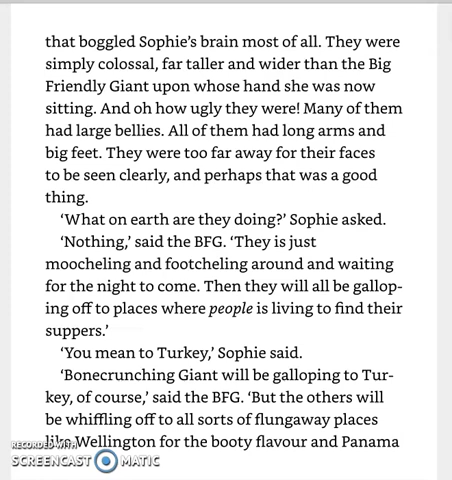 that boggled Sophie’s brain most of all. They were
simply colossal, far taller and wider than the Big
Friendly Giant upon whose hand she was now
sitting. And oh how ugly they were! Many of them
had large bellies. All of them had long arms and
big feet. They were too far away for their faces
to be seen clearly, and perhaps that was a good
thing.
‘What on earth are they doing?’ Sophie asked.
‘Nothing,’ said the BFG. ‘They is just
moocheling and footcheling around and waiting
for the night to come. Then they will all be gallop-
ing off to places where people is living to find their
suppers.’
‘You mean to Turkey,’ Sophie said.
‘Bonecrunching Giant will be galloping to Tur-
key, of course,’ said the BFG. ‘But the others will
be whiffling off to all sorts of flungaway places
like Wellington for the booty flavour and Panama
RECORDED WITH
SCREENCAST MATIC